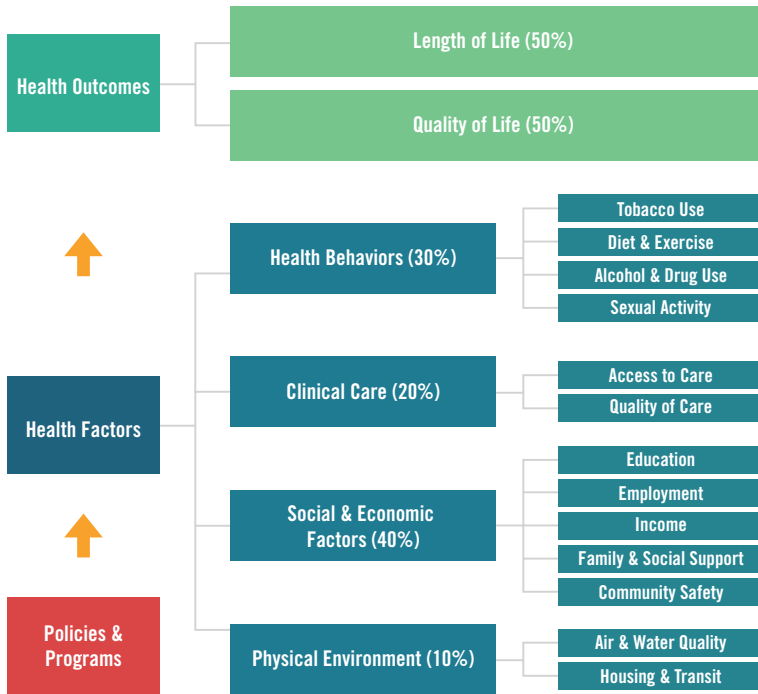 Health Outcomes
Length of Life (50%)
Quality of Life (50%)
Health Factors
Health Behaviors (30%)
Tobacco Use
Diet & Exercise
Alcohol & Drug Use
Sexual Activity
Clinical Care (20%)
Access to Care
Quality of Care
Social & Economic
Factors (40%)
Education
Employment
Income
Family & Social Support
Community Safety
Physical Environment (10%)
Air & Water Quality
Housing & Transit
Policies &
Programs